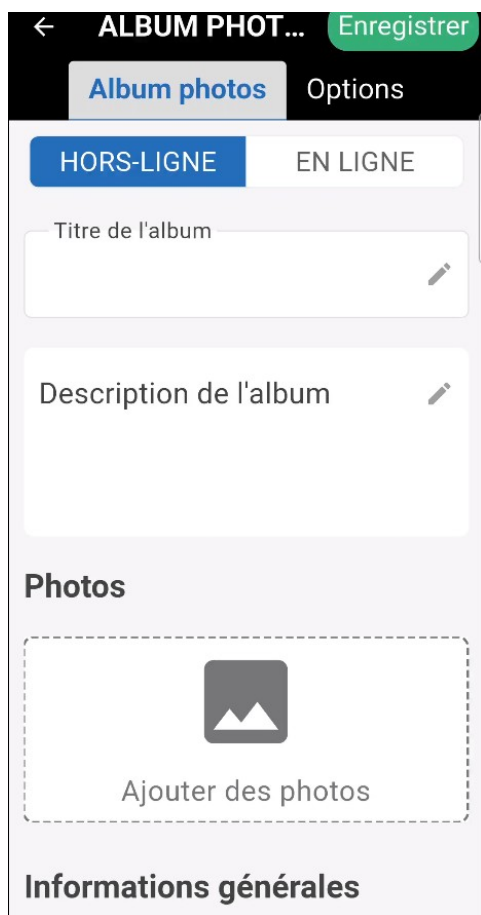 ALBUM PHOT... Enregistrer
Album photos Options
HORS-LIGNE EN LIGNE
Titre de l'album
Description de l'album
Photos
Ajouter des photos
Informations générales